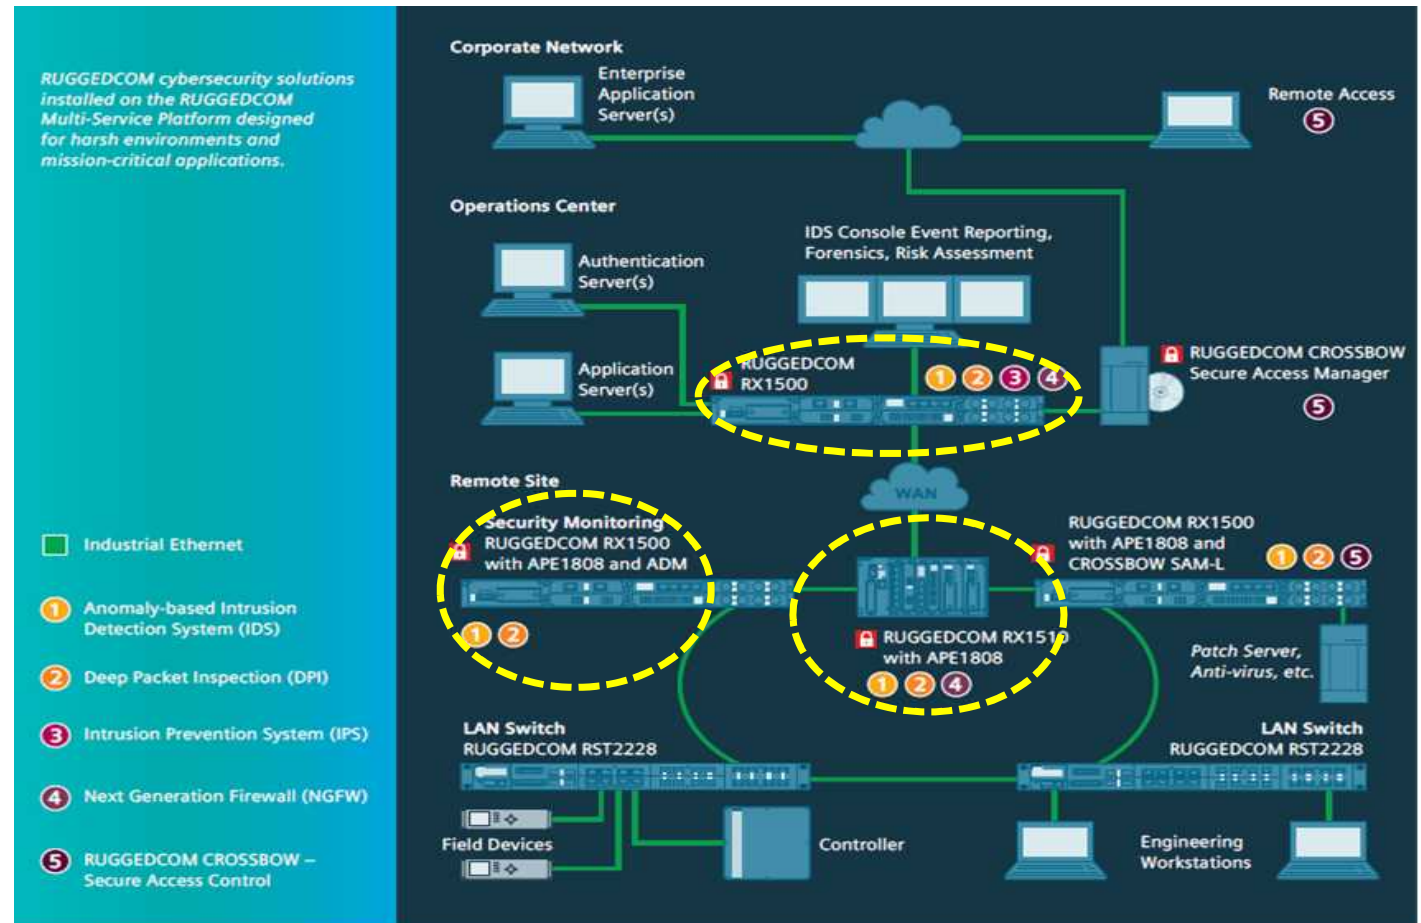 RUGGEDCOM cybersecurity solutions
installed on the RUGGEDCOM
Multi-Service Platform designed
for harsh environments and
mission-critical applications.
Industrial Ethernet
1 Anomaly-based Intrusion
Detection System (IDS)
2 Deep Packet Inspection (DPI)
3 Intrusion Prevention System (IPS)
4 Next Generation Firewall (NGFW)
5 RUGGEDCOM CROSSBOW –
Secure Access Control
Corporate Network
Enterprise
Application
Server(s)
Remote Access
5
Operations Center
IDS Console Event Reporting,
Forensics, Risk Assessment
Authentication
Server(s)
Application
Server(s)
RUGGEDCOM
RX1500
1 2 3 4
RUGGEDCOM CROSSBOW
Secure Access Manager
5
WAN
Remote Site
Security Monitoring
RUGGEDCOM RX1500
with APE1808 and ADM
1 2
RUGGEDCOM RX1510
with APE1808
1 2 4
RUGGEDCOM RX1500
with APE1808 and
CROSSBOW SAM-L
1 2 5
Patch Server,
Anti-virus, etc.
LAN Switch
RUGGEDCOM RST2228
LAN Switch
RUGGEDCOM RST2228
Field Devices
Controller
Engineering
Workstations